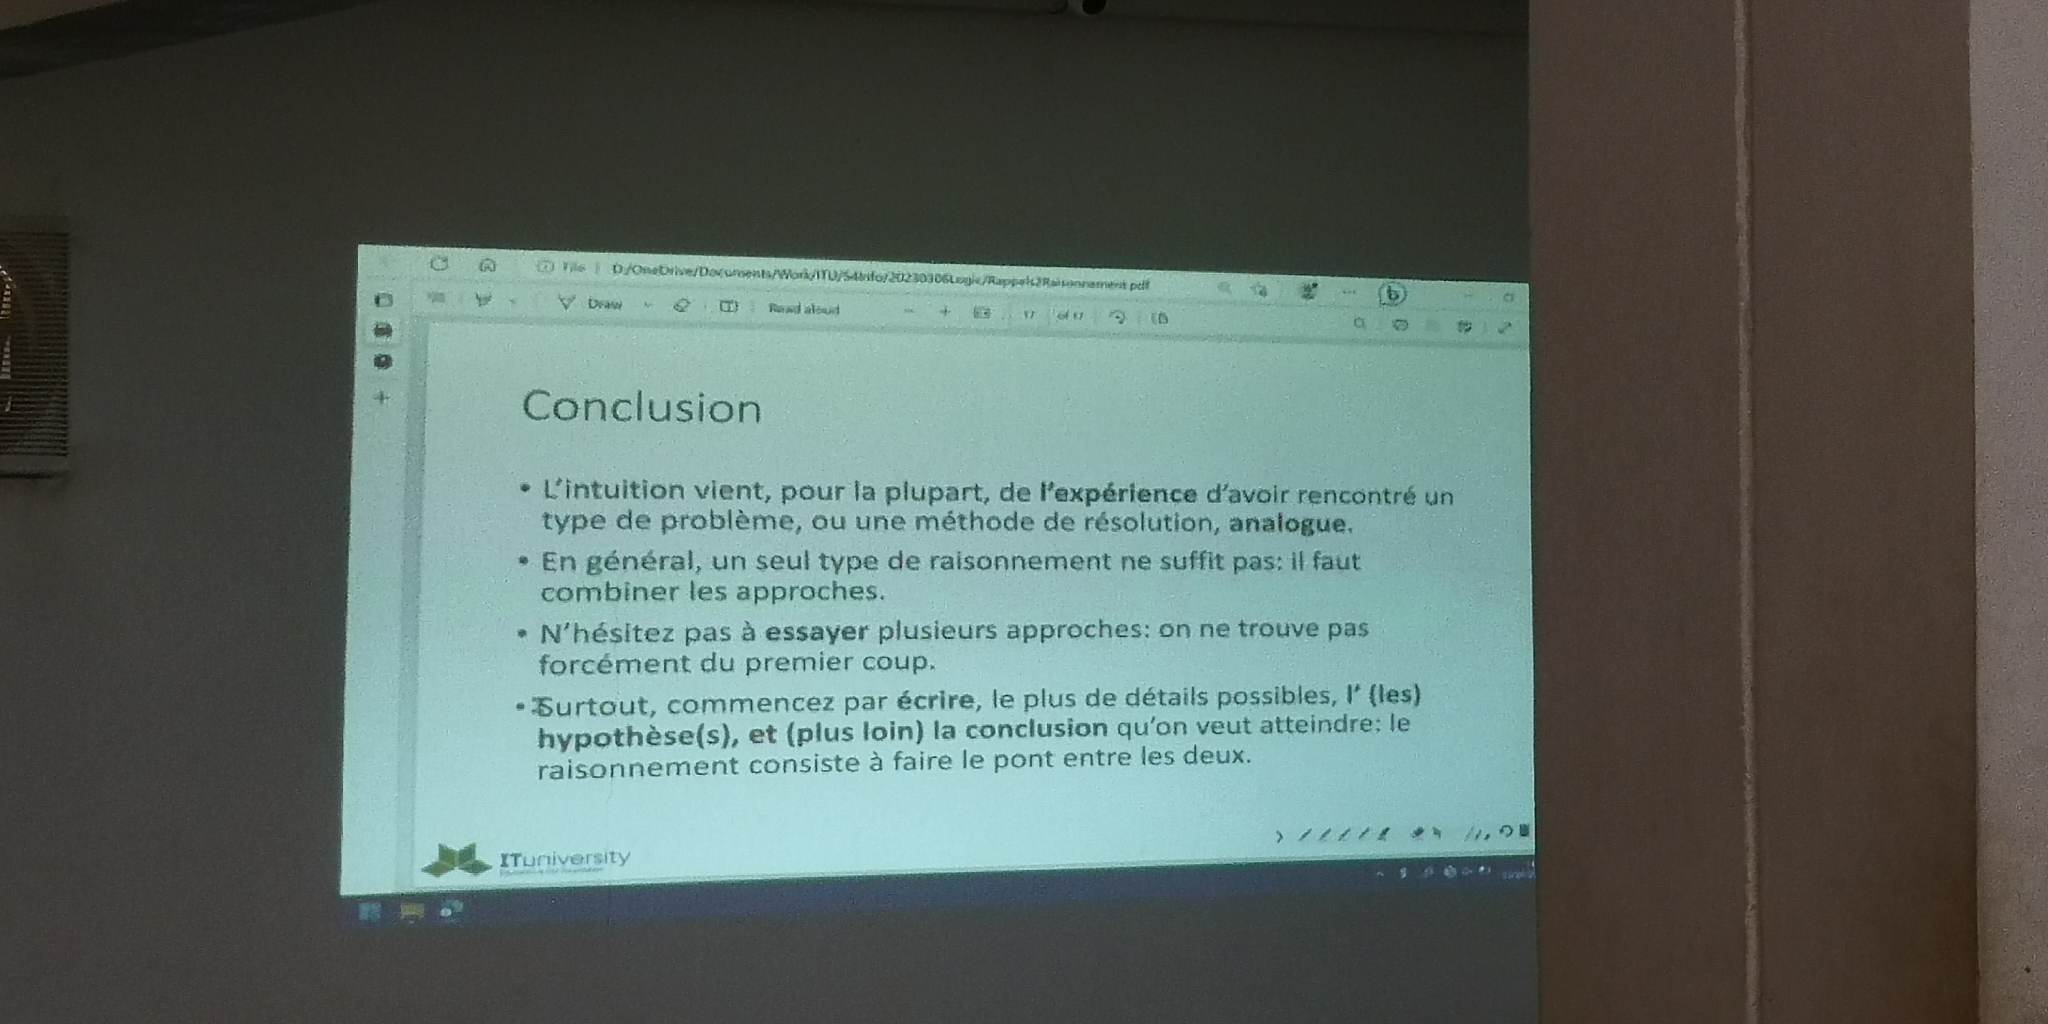 File | D:/OneDrive/Documents/Work/ITU/S4Info/20230306Logic/Rappels2Raisonnement.pdf
Draw Read aloud 17 of 17
Conclusion
• L'intuition vient, pour la plupart, de l'expérience d'avoir rencontré un
type de problème, ou une méthode de résolution, analogue.
• En général, un seul type de raisonnement ne suffit pas: il faut
combiner les approches.
• N'hésitez pas à essayer plusieurs approches: on ne trouve pas
forcément du premier coup.
• Surtout, commencez par écrire, le plus de détails possibles, l' (les)
hypothèse(s), et (plus loin) la conclusion qu'on veut atteindre: le
raisonnement consiste à faire le pont entre les deux.
ITuniversity